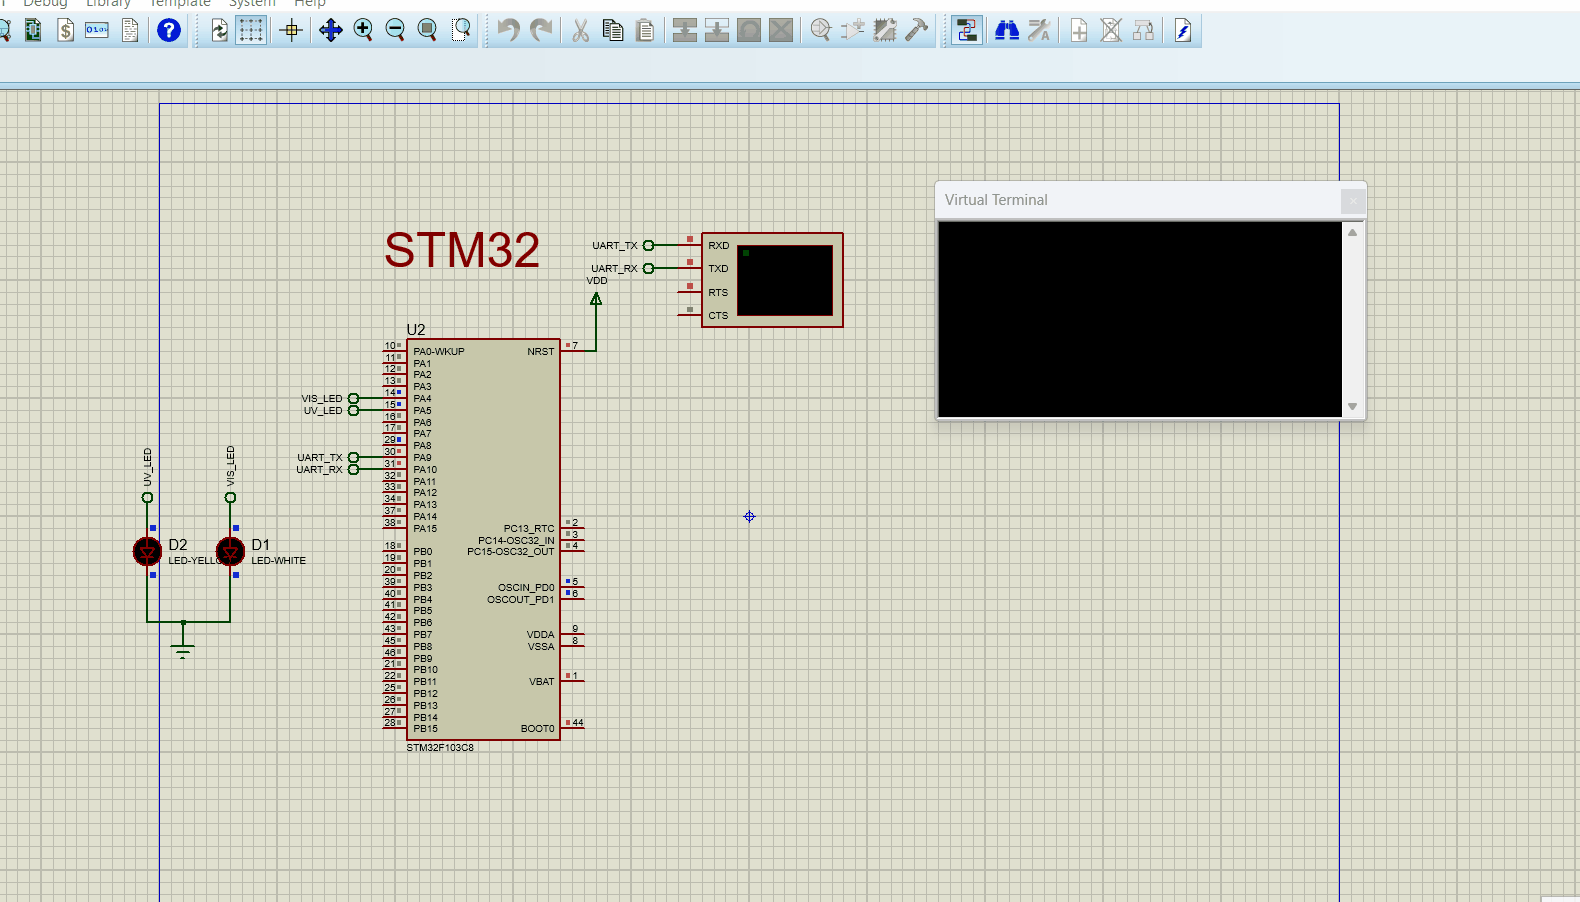 Debug Library Template System Help
Virtual Terminal
STM32
UART_TX RXD
UART_RX TXD
VDD
RTS
CTS
U2
10 PA0-WKUP NRST 7
11 PA1
12 PA2
13 PA3
VIS_LED 14 PA4
UV_LED 15 PA5
16 PA6
17 PA7
29 PA8
UART_TX 30 PA9
UART_RX 31 PA10
32 PA11
33 PA12
34 PA13
37 PA14
38 PA15 PC13_RTC 2
PC14-OSC32_IN 3
18 PB0 PC15-OSC32_OUT 4
19 PB1
20 PB2
39 PB3 OSCIN_PD0 5
40 PB4 OSCOUT_PD1 6
41 PB5
42 PB6
43 PB7 VDDA 9
45 PB8 VSSA 8
46 PB9
21 PB10
22 PB11 VBAT 1
25 PB12
26 PB13
27 PB14
28 PB15 BOOT0 44
STM32F103C8
UV_LED
VIS_LED
D2
LED-YELLO
D1
LED-WHITE